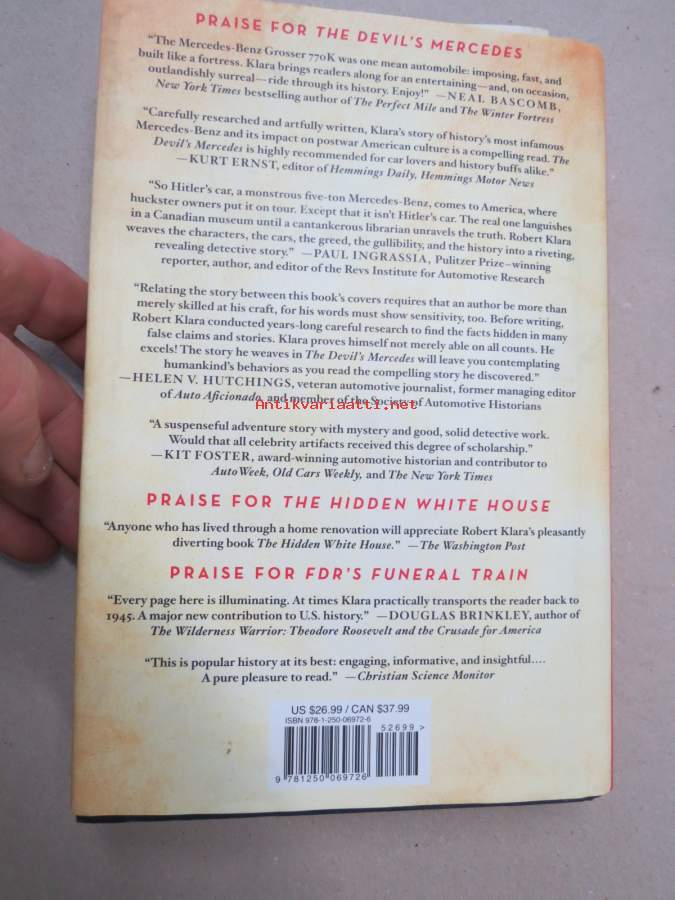 PRAISE FOR THE DEVIL'S MERCEDES
“The Mercedes-Benz Grosser 770K was one mean automobile: imposing, fast, and
built like a fortress. Klara brings readers along for an entertaining—and, on occasion,
outlandishly surreal—ride through its history. Enjoy!” —NEAL BASCOMB,
New York Times bestselling author of The Perfect Mile and The Winter Fortress
“Carefully researched and artfully written, Klara's story of history's most infamous
Mercedes-Benz and its impact on postwar American culture is a compelling read. The
Devil's Mercedes is highly recommended for car lovers and history buffs alike.”
—KURT ERNST, editor of Hemmings Daily, Hemmings Motor News
“So Hitler's car, a monstrous five-ton Mercedes-Benz, comes to America, where
huckster owners put it on tour. Except that it isn't Hitler's car. The real one languishes
in a Canadian museum until a cantankerous librarian unravels the truth. Robert Klara
weaves the characters, the cars, the greed, the gullibility, and the history into a riveting,
revealing detective story.” —PAUL INGRASSIA, Pulitzer Prize–winning
reporter, author, and editor of the Revs Institute for Automotive Research
“Relating the story between this book's covers requires that an author be more than
merely skilled at his craft, for his words must show sensitivity, too. Before writing,
Robert Klara conducted years-long careful research to find the facts hidden in many
false claims and stories. Klara proves himself not merely able on all counts. He
excels! The story he weaves in The Devil's Mercedes will leave you contemplating
humankind's behaviors as you read the compelling story he discovered.”
—HELEN V. HUTCHINGS, veteran automotive journalist, former managing editor
of Auto Aficionado, and member of the Society of Automotive Historians
Antikvariaatti.net
“A suspenseful adventure story with mystery and good, solid detective work.
Would that all celebrity artifacts received this degree of scholarship.”
—KIT FOSTER, award-winning automotive historian and contributor to
AutoWeek, Old Cars Weekly, and The New York Times
PRAISE FOR THE HIDDEN WHITE HOUSE
“Anyone who has lived through a home renovation will appreciate Robert Klara's pleasantly
diverting book The Hidden White House.” —The Washington Post
PRAISE FOR FDR'S FUNERAL TRAIN
“Every page here is illuminating. At times Klara practically transports the reader back to
1945. A major new contribution to U.S. history.” —DOUGLAS BRINKLEY, author of
The Wilderness Warrior: Theodore Roosevelt and the Crusade for America
“This is popular history at its best: engaging, informative, and insightful....
A pure pleasure to read.” —Christian Science Monitor
US $26.99 / CAN $37.99
ISBN 978-1-250-06972-6
52699>
9 781250 069726